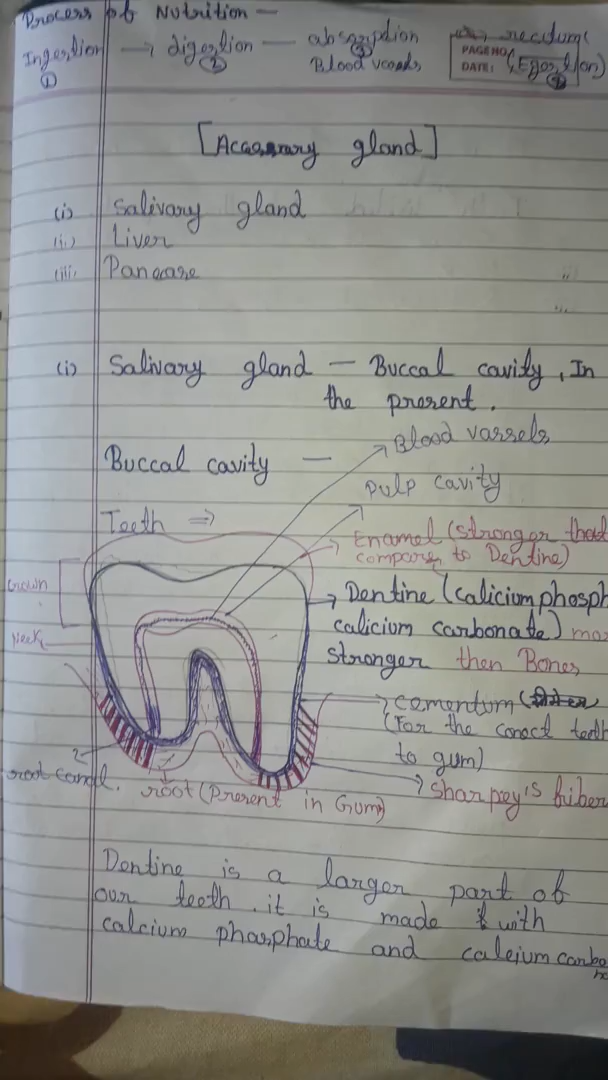 Process of Nutrition —
Ingestion → digestion — absorption rectum
① ② ③ Blood vessels (Egestion)
PAGE NO.
DATE:
[Accessory gland]
(i) Salivary gland
(ii) Liver
(iii) Pancare
(i) Salivary gland — Buccal cavity, In
the present.
Blood vassels
Buccal cavity —
Pulp cavity
Teeth ⇒
Enamel (stronger that
compare to Dentine)
Crown
Dentine (calicium phosph
calicium carbonate) mo
Neck
stronger then Bones
cementum
(For the conect teeth
to gum)
root canal.
root (Present in Gum)
Sharpey's fiber
Dentine is a larger part of
our teeth. it is made with
calcium phosphate and calcium carbo